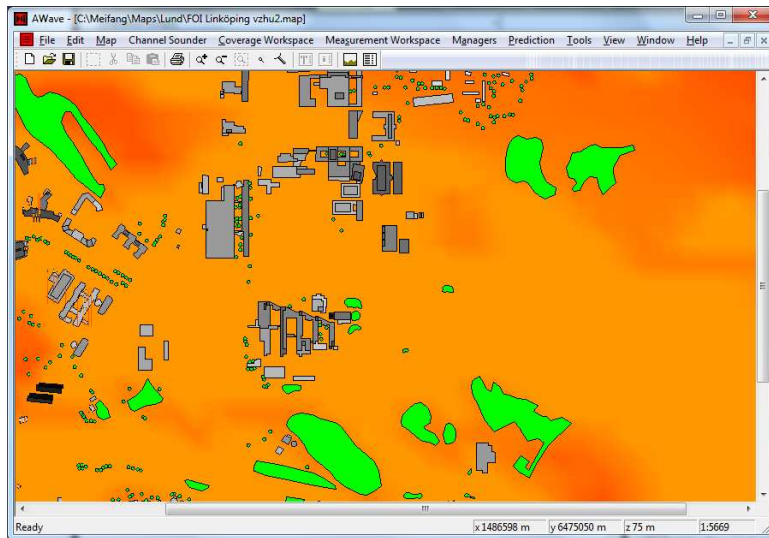 AWave - [C:\Meifang\Maps\Lund\FOI Linköping vzhu2.map]
File Edit Map Channel Sounder Coverage Workspace Measurement Workspace Managers Prediction Tools View Window Help
Ready x 1486598 m y 6475050 m z 75 m 1:5669